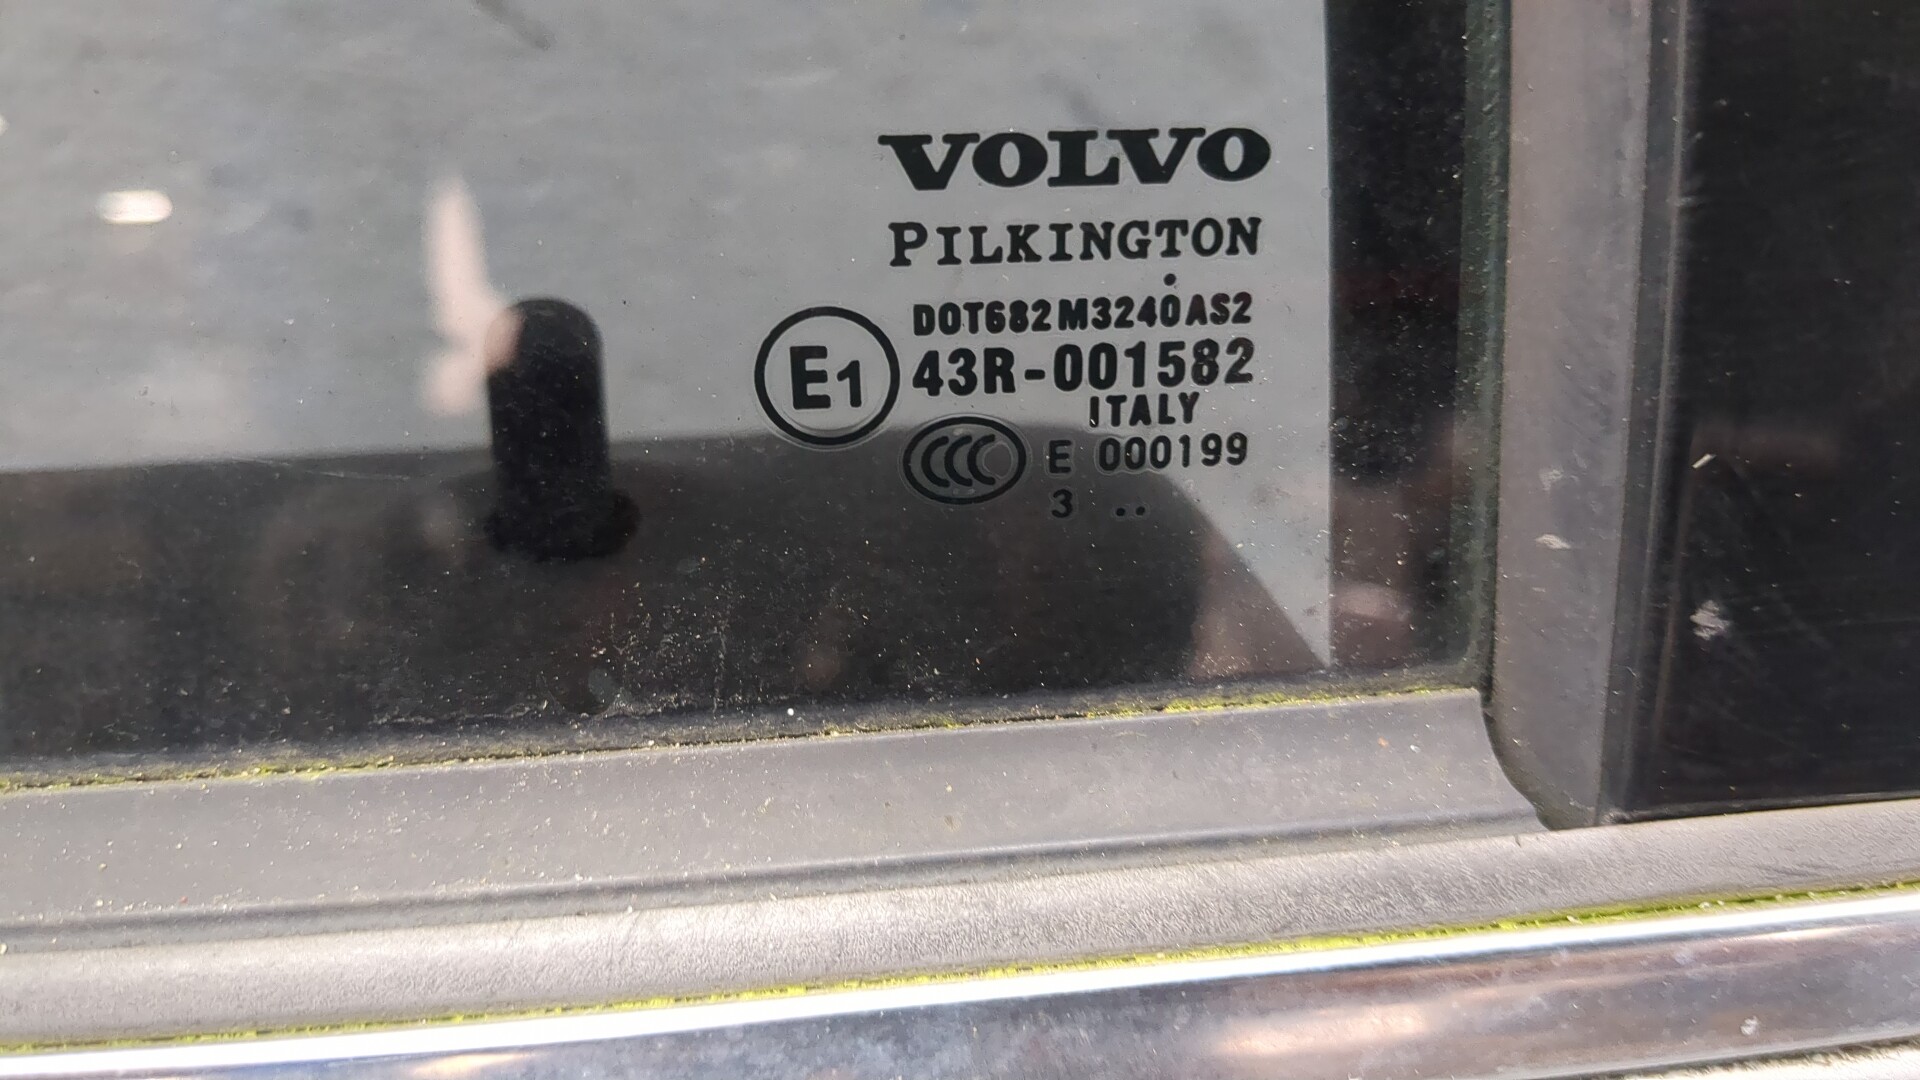 VOLVO
PILKINGTON
DOT682M3240AS2
E1 43R-001582
ITALY
CCC E 000199
3 ..